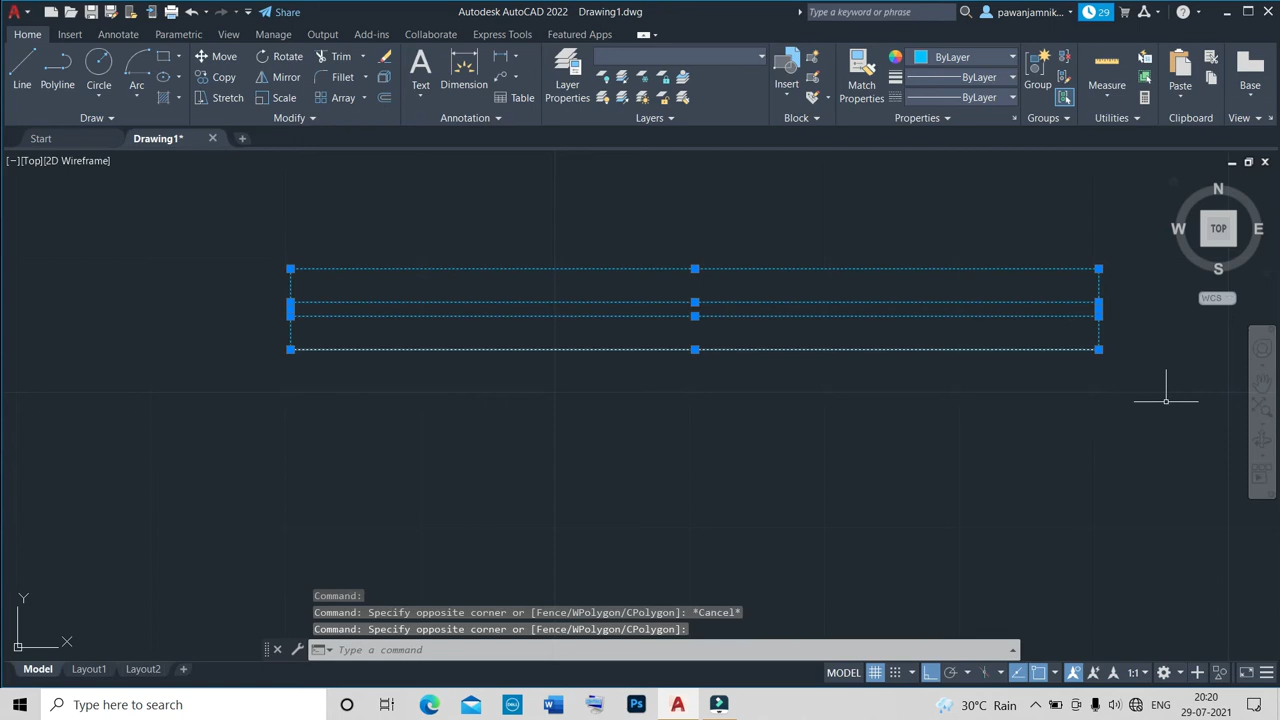 Share
Autodesk AutoCAD 2022 Drawing1.dwg
Type a keyword or phrase
pawanjamnik...
29
Home Insert Annotate Parametric View Manage Output Add-ins Collaborate Express Tools Featured Apps
Line Polyline Circle Arc
Draw
Move Rotate Trim
Copy Mirror Fillet
Stretch Scale Array
Modify
Text Dimension Table
Annotation
Layer Properties
Layers
Insert
Block
Match Properties
ByLayer
ByLayer
ByLayer
Properties
Group
Groups
Measure
Utilities
Paste
Clipboard
Base
View
Start Drawing1*
[−][Top][2D Wireframe]
N
W TOP E
S
WCS
Y
X
Command:
Command: Specify opposite corner or [Fence/WPolygon/CPolygon]: *Cancel*
Command: Specify opposite corner or [Fence/WPolygon/CPolygon]:
Type a command
Model Layout1 Layout2
MODEL
1:1
Type here to search
30°C Rain
ENG
20:20
29-07-2021